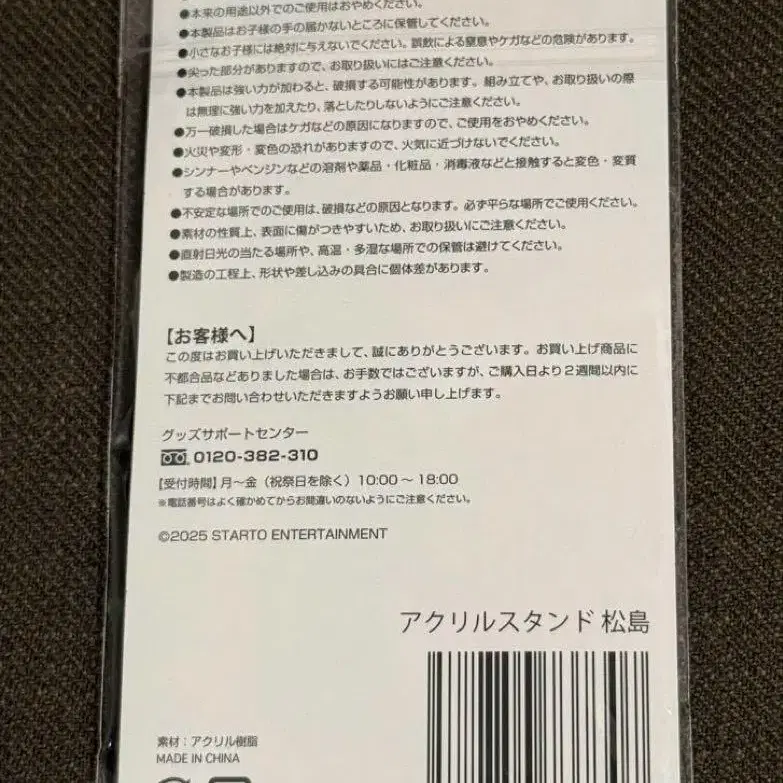 ●本来の用途以外でのご使用はおやめください。
●本製品はお子様の手の届かないところに保管してください。
●小さなお子様には絶対に与えないでください。誤飲による窒息やケガなどの危険があります。
●尖った部分がありますので、お取り扱いにはご注意ください。
●本製品は強い力が加わると、破損する可能性があります。組み立てや、お取り扱いの際
は無理に強い力を加えたり、落としたりしないようにご注意ください。
●万一破損した場合はケガなどの原因になりますので、ご使用をおやめください。
●火災や変形・変色の恐れがありますので、火気に近づけないでください。
●シンナーやベンジンなどの溶剤や薬品・化粧品・消毒液などと接触すると変色・変質
する場合があります。
●不安定な場所でのご使用は、破損などの原因となります。必ず平らな場所でご使用ください。
●素材の性質上、表面に傷がつきやすいため、お取り扱いにご注意ください。
●直射日光の当たる場所や、高温・多湿な場所での保管は避けてください。
●製造の工程上、形状や差し込みの具合に個体差があります。
【お客様へ】
この度はお買い上げいただきまして、誠にありがとうございます。お買い上げ商品に
不都合品などありました場合は、お手数ではございますが、ご購入日より2週間以内に
下記までお問い合わせいただきますようお願い申し上げます。
グッズサポートセンター
0120-382-310
【受付時間】月〜金（祝祭日を除く）10:00〜18:00
※電話番号はよく確かめてからお間違いのないようにご注意ください。
©2025 STARTO ENTERTAINMENT
アクリルスタンド 松島
素材：アクリル樹脂
MADE IN CHINA